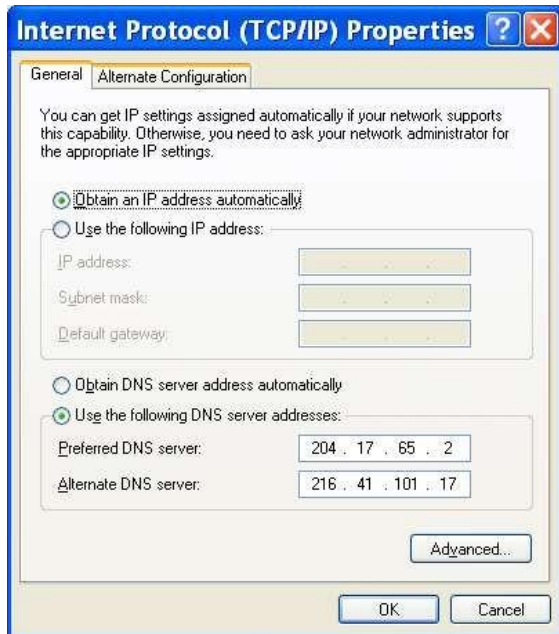 Internet Protocol (TCP/IP) Properties
General Alternate Configuration
You can get IP settings assigned automatically if your network supports
this capability. Otherwise, you need to ask your network administrator for
the appropriate IP settings.
Obtain an IP address automatically
Use the following IP address:
IP address:
Subnet mask:
Default gateway:
Obtain DNS server address automatically
Use the following DNS server addresses:
Preferred DNS server: 204 . 17 . 65 . 2
Alternate DNS server: 216 . 41 . 101 . 17
Advanced...
OK Cancel